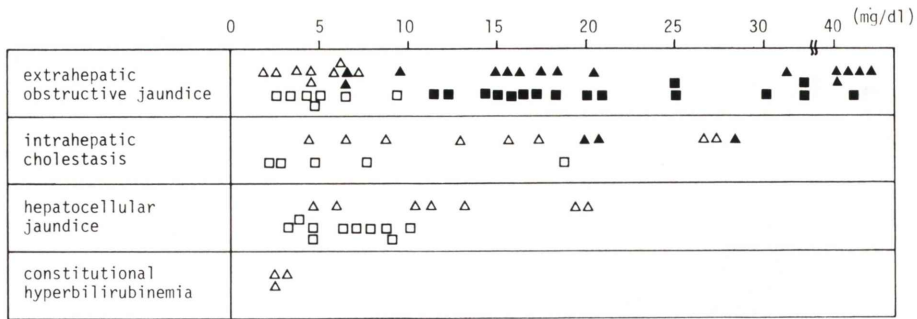 0 5 10 15 20 25 30 40 (mg/dl)
extrahepatic
obstructive jaundice
intrahepatic
cholestasis
hepatocellular
jaundice
constitutional
hyperbilirubinemia